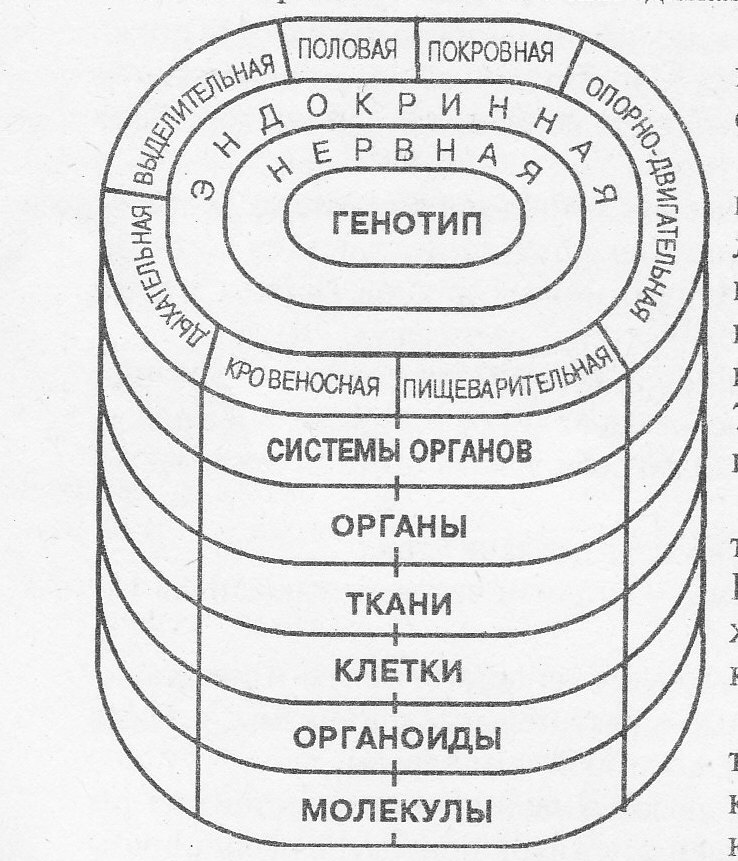 ПОЛОВАЯ
ПОКРОВНАЯ
ВЫДЕЛИТЕЛЬНАЯ
ОПОРНО-ДВИГАТЕЛЬНАЯ
ЭНДОКРИННАЯ
НЕРВНАЯ
ГЕНОТИП
ДЫХАТЕЛЬНАЯ
КРОВЕНОСНАЯ
ПИЩЕВАРИТЕЛЬНАЯ
СИСТЕМЫ ОРГАНОВ
ОРГАНЫ
ТКАНИ
КЛЕТКИ
ОРГАНОИДЫ
МОЛЕКУЛЫ